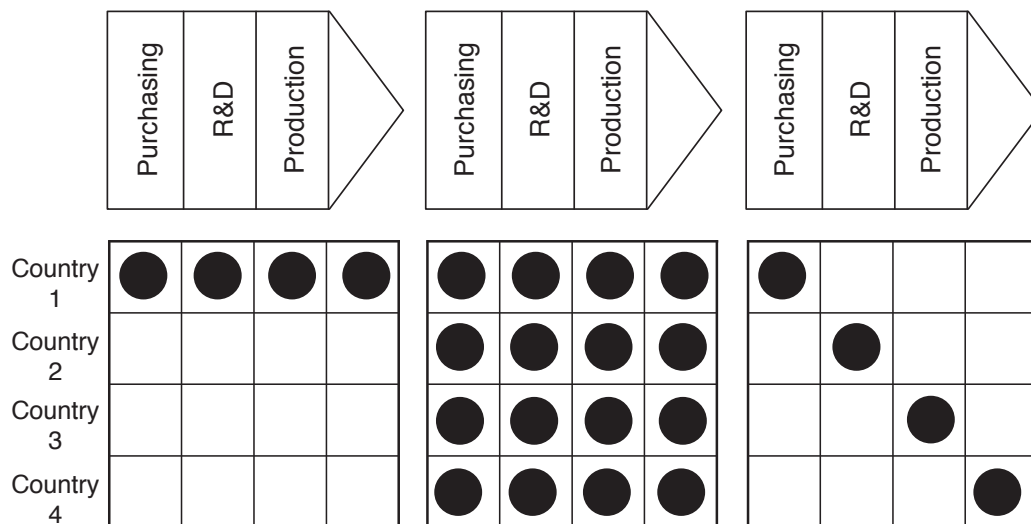 Purchasing
R&D
Production
Purchasing
R&D
Production
Purchasing
R&D
Production
Country
1
Country
2
Country
3
Country
4